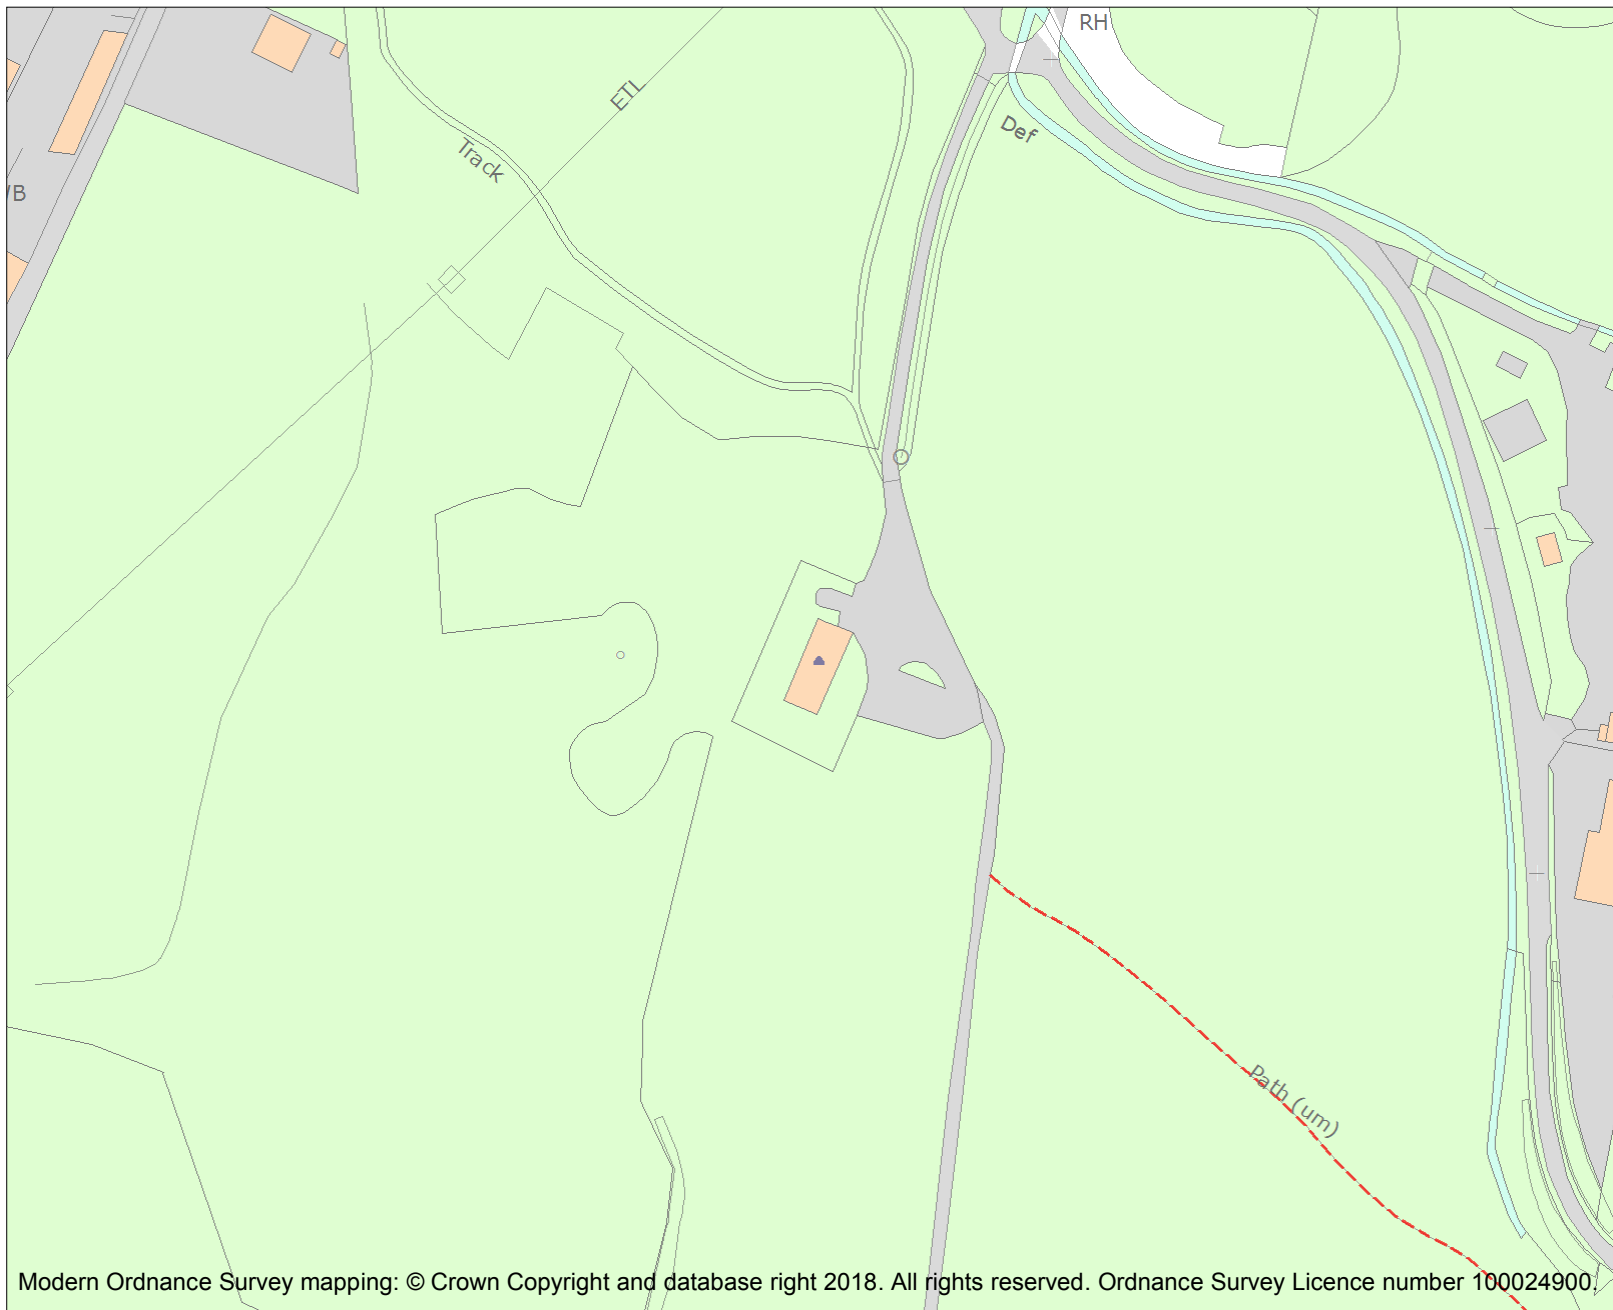 RH
ETL
Def
Track
/B
Path (um)
Modern Ordnance Survey mapping: © Crown Copyright and database right 2018. All rights reserved. Ordnance Survey Licence number 100024900.